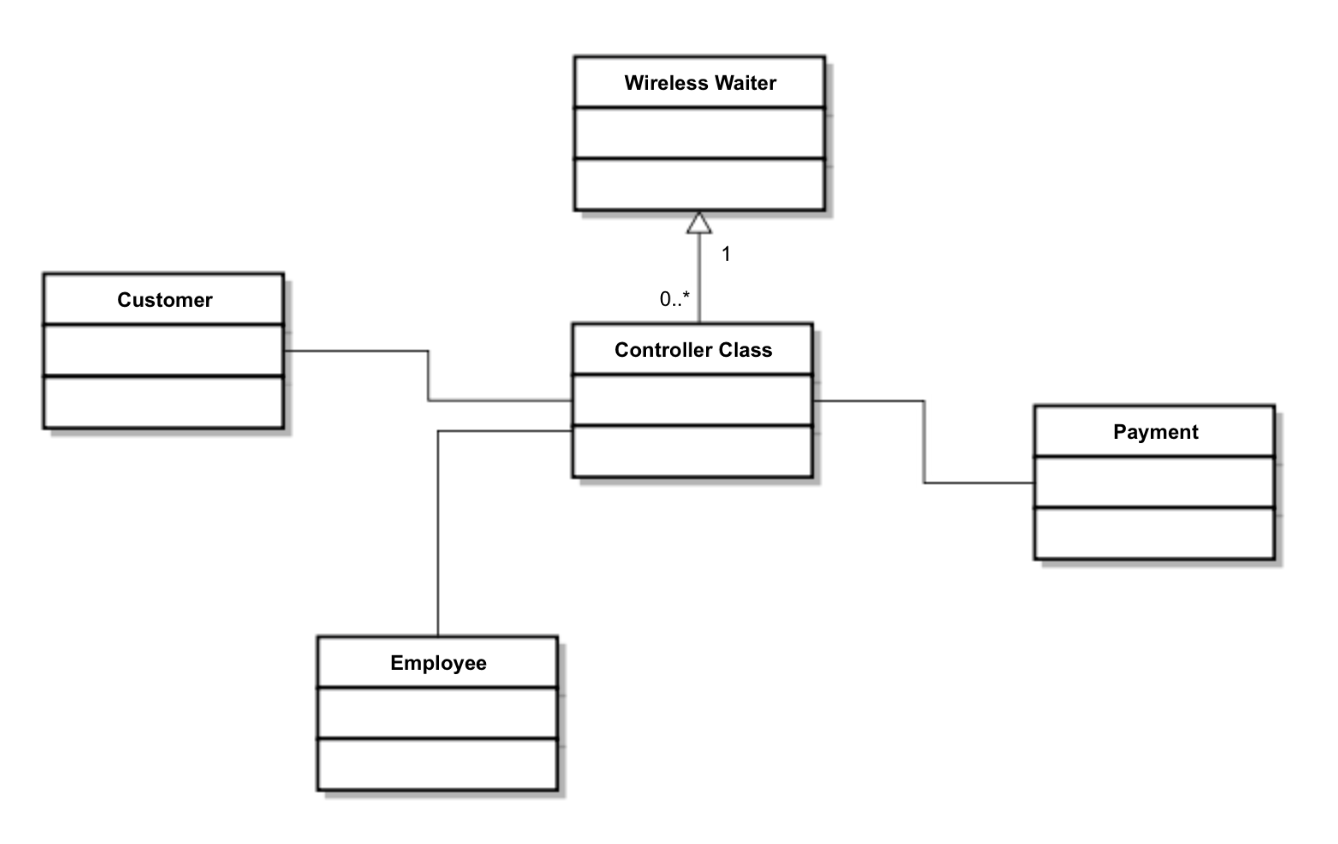 Wireless Waiter
1
0..*
Customer
Controller Class
Payment
Employee